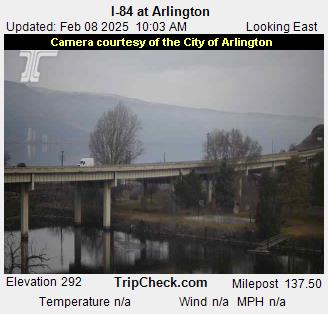 I-84 at Arlington
Updated: Feb 08 2025 10:03 AM Looking East
Camera courtesy of the City of Arlington
Elevation 292 TripCheck.com Milepost 137.50
Temperature n/a Wind n/a MPH n/a